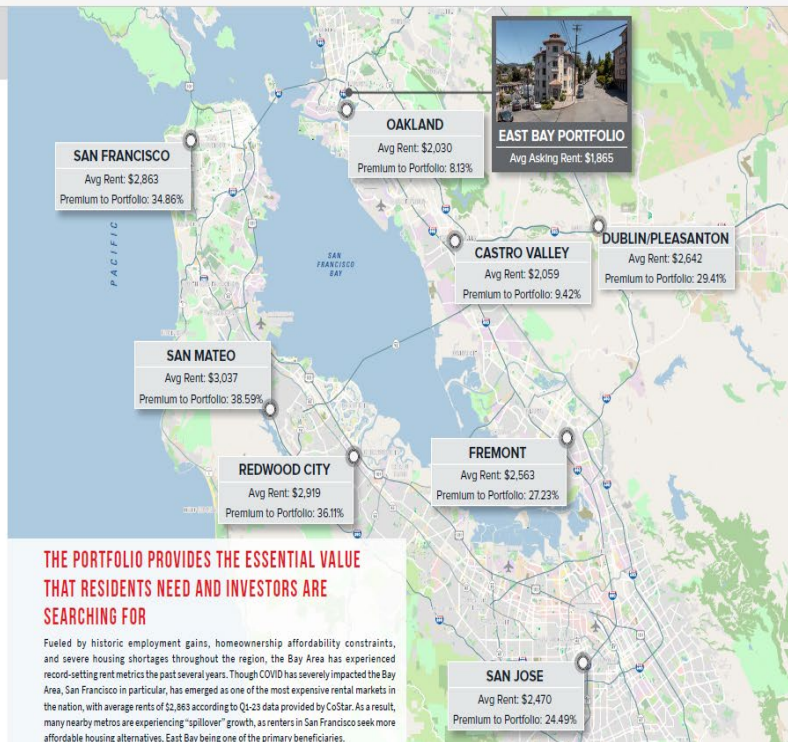 OAKLAND
Avg Rent: $2,030
Premium to Portfolio: 8.13%
EAST BAY PORTFOLIO
Avg Asking Rent: $1,865
SAN FRANCISCO
Avg Rent: $2,863
Premium to Portfolio: 34.86%
PACIFIC
SAN
FRANCISCO
BAY
CASTRO VALLEY
Avg Rent: $2,059
Premium to Portfolio: 9.42%
DUBLIN/PLEASANTON
Avg Rent: $2,642
Premium to Portfolio: 29.41%
SAN MATEO
Avg Rent: $3,037
Premium to Portfolio: 38.59%
REDWOOD CITY
Avg Rent: $2,919
Premium to Portfolio: 36.11%
FREMONT
Avg Rent: $2,563
Premium to Portfolio: 27.23%
THE PORTFOLIO PROVIDES THE ESSENTIAL VALUE
THAT RESIDENTS NEED AND INVESTORS ARE
SEARCHING FOR
Fueled by historic employment gains, homeownership affordability constraints,
and severe housing shortages throughout the region, the Bay Area has experienced
record-setting rent metrics the past several years. Though COVID has severely impacted the Bay
Area, San Francisco in particular, has emerged as one of the most expensive rental markets in
the nation, with average rents of $2,863 according to Q1-23 data provided by CoStar. As a result,
many nearby metros are experiencing “spillover” growth, as renters in San Francisco seek more
affordable housing alternatives, East Bay being one of the primary beneficiaries.
SAN JOSE
Avg Rent: $2,470
Premium to Portfolio: 24.49%